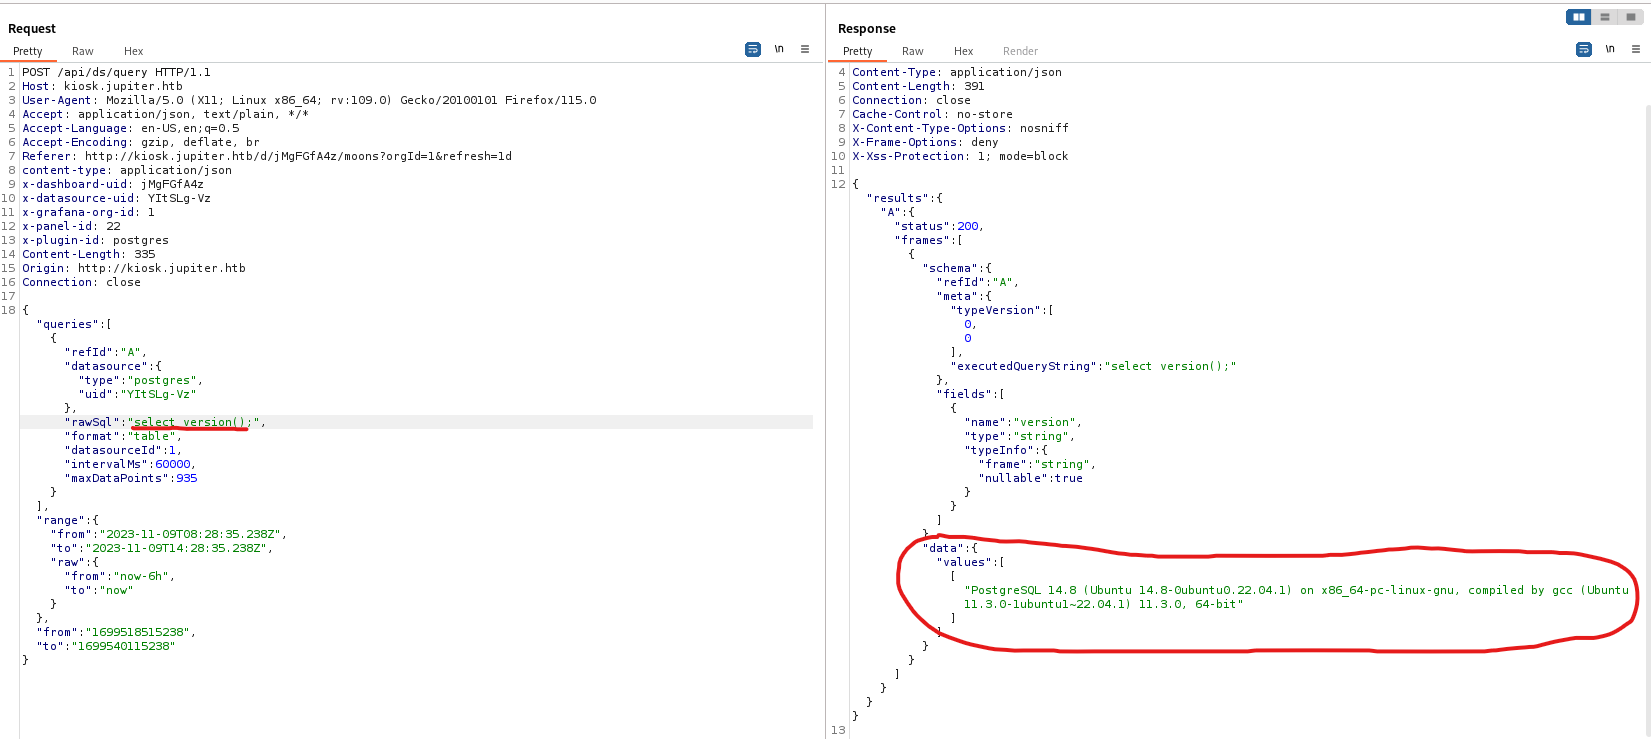 Request
Pretty Raw Hex \n
1 POST /api/ds/query HTTP/1.1
2 Host: kiosk.jupiter.htb
3 User-Agent: Mozilla/5.0 (X11; Linux x86_64; rv:109.0) Gecko/20100101 Firefox/115.0
4 Accept: application/json, text/plain, */*
5 Accept-Language: en-US,en;q=0.5
6 Accept-Encoding: gzip, deflate, br
7 Referer: http://kiosk.jupiter.htb/d/jMgFGfA4z/moons?orgId=1&refresh=1d
8 content-type: application/json
9 x-dashboard-uid: jMgFGfA4z
10 x-datasource-uid: YItSLg-Vz
11 x-grafana-org-id: 1
12 x-panel-id: 22
13 x-plugin-id: postgres
14 Content-Length: 335
15 Origin: http://kiosk.jupiter.htb
16 Connection: close
17
18 {
"queries":[
{
"refId":"A",
"datasource":{
"type":"postgres",
"uid":"YItSLg-Vz"
},
"rawSql":"select version();",
"format":"table",
"datasourceId":1,
"intervalMs":60000,
"maxDataPoints":935
}
],
"range":{
"from":"2023-11-09T08:28:35.238Z",
"to":"2023-11-09T14:28:35.238Z",
"raw":{
"from":"now-6h",
"to":"now"
}
},
"from":"1699518515238",
"to":"1699540115238"
}
Response
Pretty Raw Hex Render \n
4 Content-Type: application/json
5 Content-Length: 391
6 Connection: close
7 Cache-Control: no-store
8 X-Content-Type-Options: nosniff
9 X-Frame-Options: deny
10 X-Xss-Protection: 1; mode=block
11
12 {
"results":{
"A":{
"status":200,
"frames":[
{
"schema":{
"refId":"A",
"meta":{
"typeVersion":[
0,
0
],
"executedQueryString":"select version();"
},
"fields":[
{
"name":"version",
"type":"string",
"typeInfo":{
"frame":"string",
"nullable":true
}
}
]
},
"data":{
"values":[
[
"PostgreSQL 14.8 (Ubuntu 14.8-0ubuntu0.22.04.1) on x86_64-pc-linux-gnu, compiled by gcc (Ubuntu
11.3.0-1ubuntu1~22.04.1) 11.3.0, 64-bit"
]
]
}
}
]
}
}
}
13